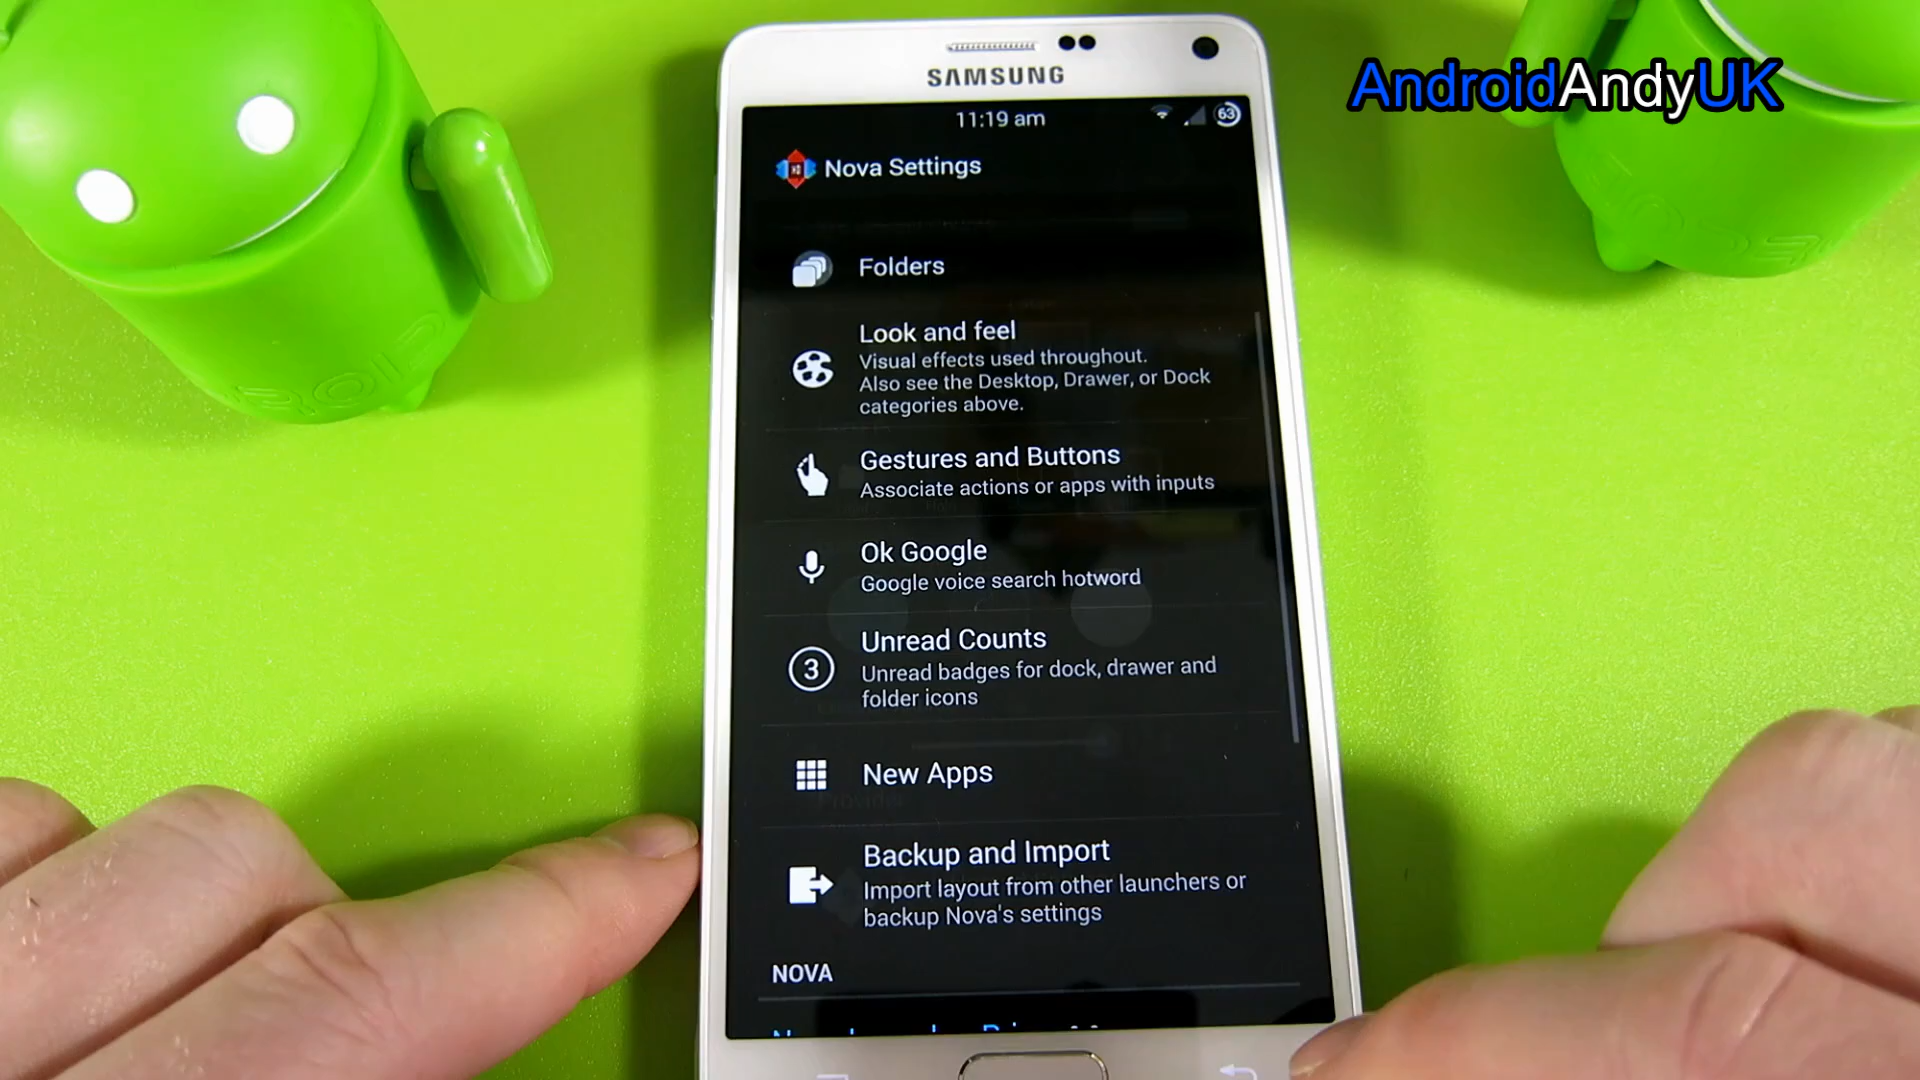 SAMSUNG
AndroidAndyUK
11:19 am
63
Nova Settings
Folders
Look and feel
Visual effects used throughout.
Also see the Desktop, Drawer, or Dock
categories above.
Gestures and Buttons
Associate actions or apps with inputs
Ok Google
Google voice search hotword
3
Unread Counts
Unread badges for dock, drawer and
folder icons
New Apps
Backup and Import
Import layout from other launchers or
backup Nova's settings
NOVA